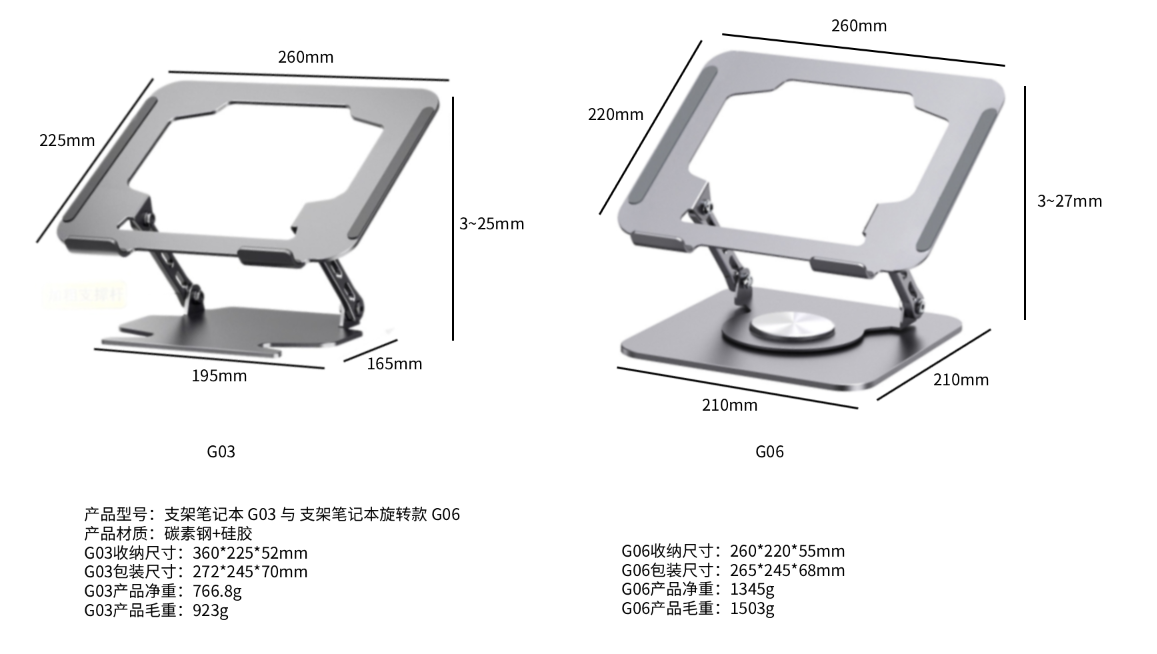 260mm
225mm
3~25mm
195mm
165mm
G03
260mm
220mm
3~27mm
210mm
210mm
G06
产品型号：支架笔记本 G03 与 支架笔记本旋转款 G06
产品材质：碳素钢+硅胶
G03收纳尺寸：360*225*52mm
G03包装尺寸：272*245*70mm
G03产品净重：766.8g
G03产品毛重：923g
G06收纳尺寸：260*220*55mm
G06包装尺寸：265*245*68mm
G06产品净重：1345g
G06产品毛重：1503g